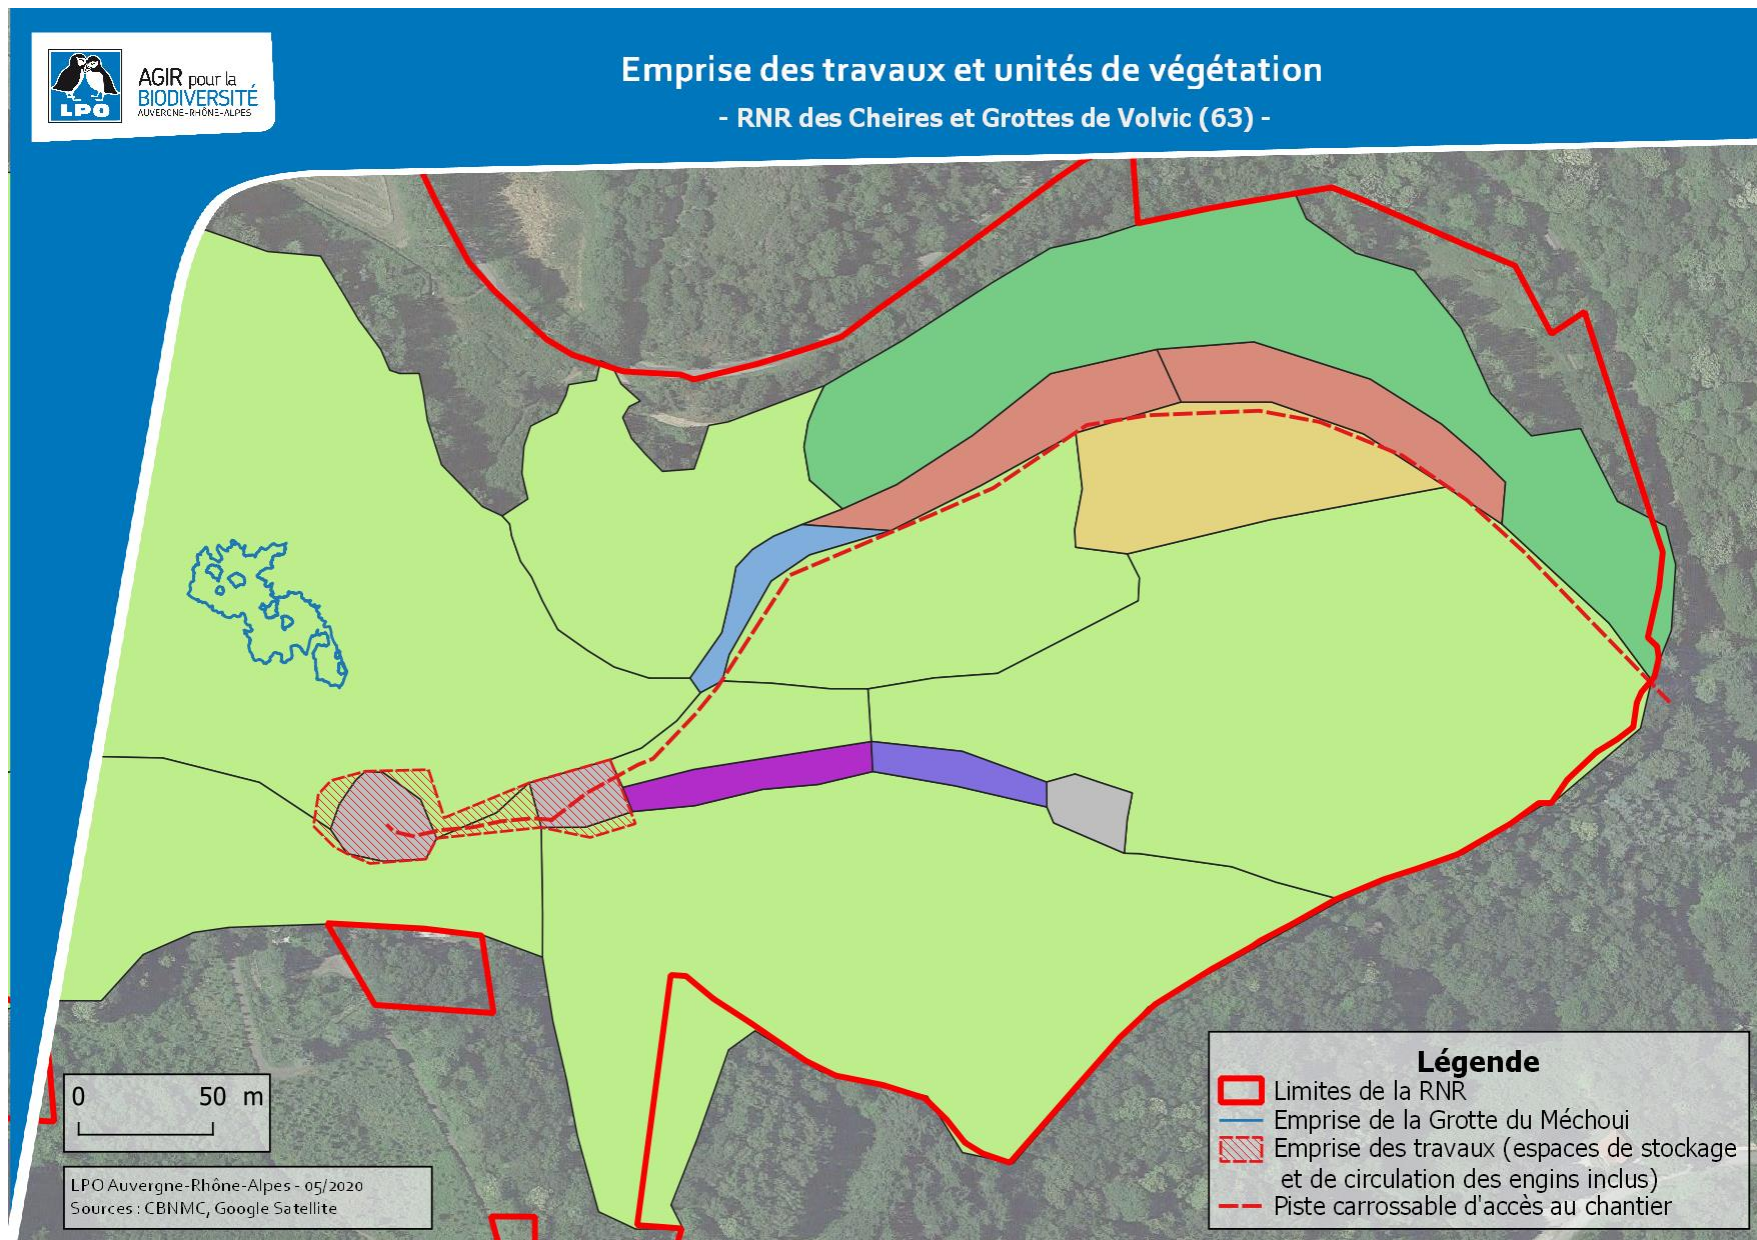 AGIR pour la
BIODIVERSITÉ
AUVERGNE-RHÔNE-ALPES
LPO
Emprise des travaux et unités de végétation
- RNR des Cheires et Grottes de Volvic (63) -
0 50 m
LPO Auvergne-Rhône-Alpes - 05/2020
Sources : CBNMC, Google Satellite
Légende
Limites de la RNR
Emprise de la Grotte du Méchoui
Emprise des travaux (espaces de stockage
et de circulation des engins inclus)
Piste carrossable d'accès au chantier